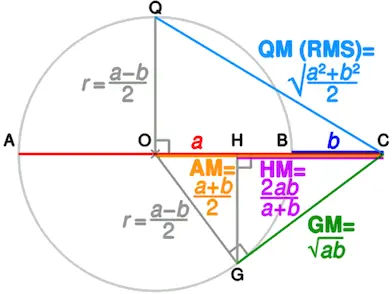 Q
QM (RMS)=
√(a²+b²)/2
r = (a–b)/2
A
O
a
H
B
b
C
AM=
(a+b)/2
HM=
2ab/(a+b)
r = (a–b)/2
GM=
√ab
G